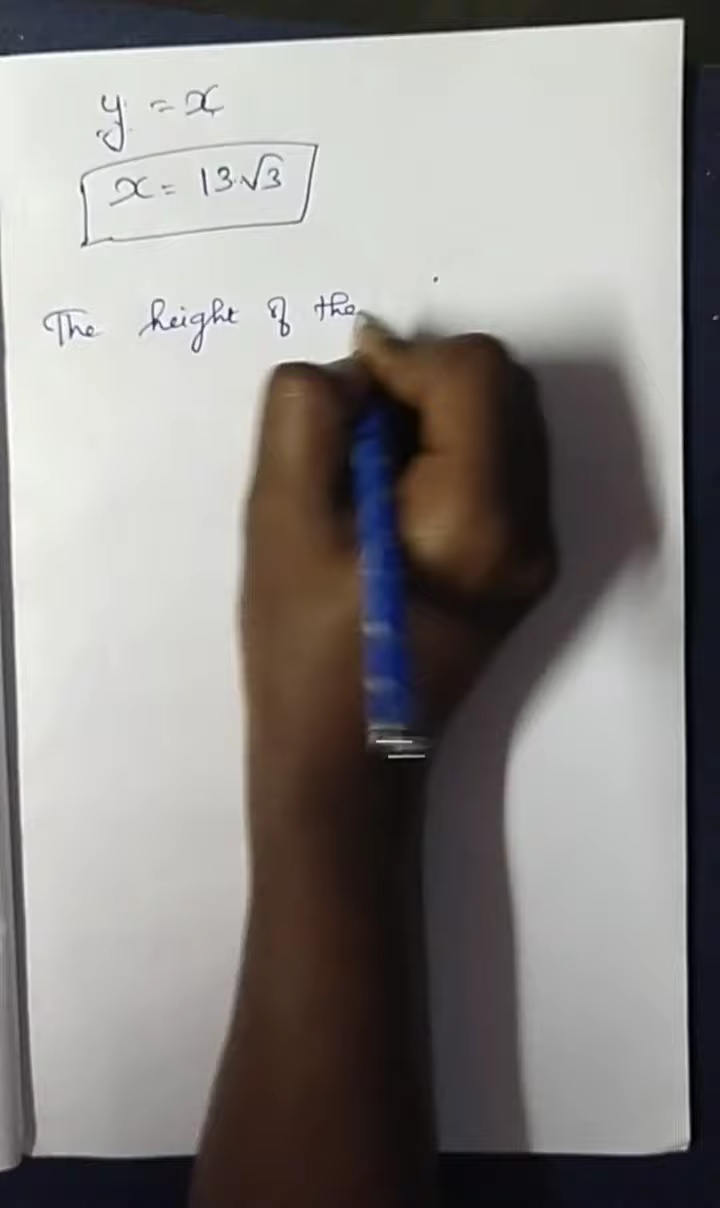 y = x
x = 13√3
The height of the